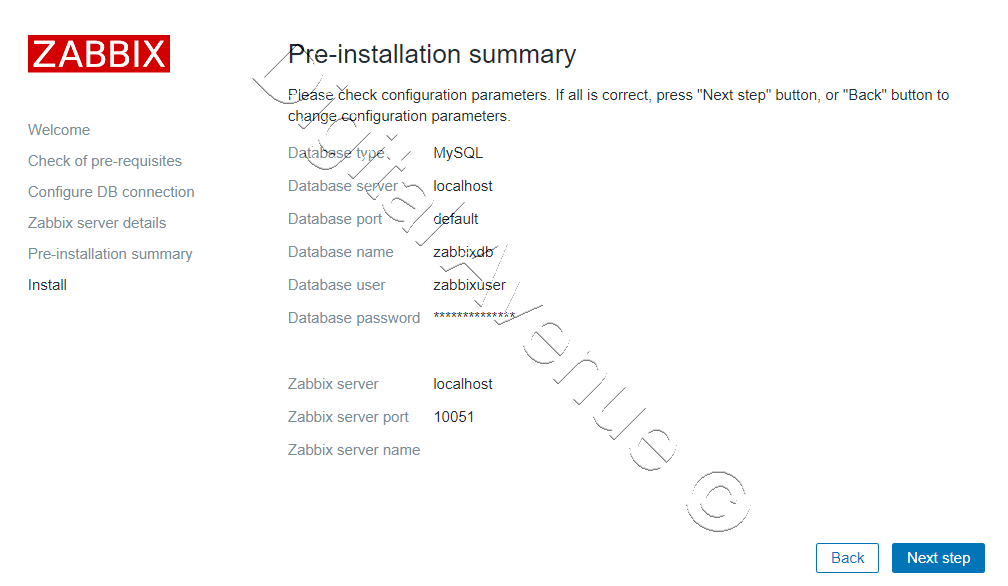 ZABBIX
Welcome
Check of pre-requisites
Configure DB connection
Zabbix server details
Pre-installation summary
Install
Pre-installation summary
Please check configuration parameters. If all is correct, press "Next step" button, or "Back" button to
change configuration parameters.
Database type MySQL
Database server localhost
Database port default
Database name zabbixdb
Database user zabbixuser
Database password **************
Zabbix server localhost
Zabbix server port 10051
Zabbix server name
Back Next step
Digital Avenue ©